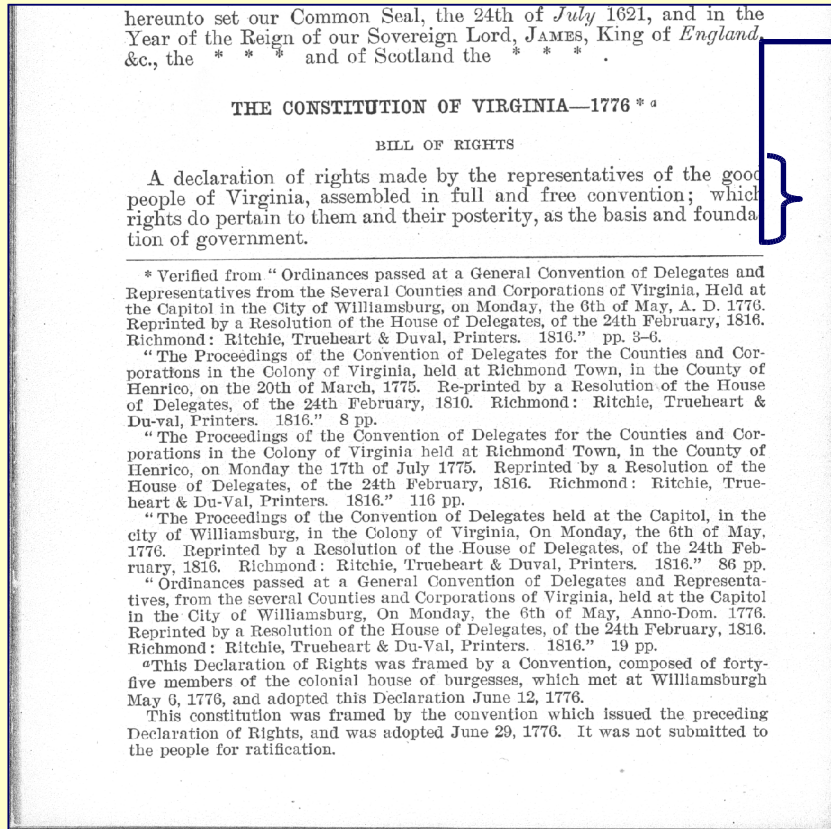 hereunto set our Common Seal, the 24th of July 1621, and in the
Year of the Reign of our Sovereign Lord, JAMES, King of England,
&c., the * * * and of Scotland the * * * .
THE CONSTITUTION OF VIRGINIA—1776 * a
BILL OF RIGHTS
A declaration of rights made by the representatives of the good
people of Virginia, assembled in full and free convention; which
rights do pertain to them and their posterity, as the basis and founda
tion of government.
* Verified from “ Ordinances passed at a General Convention of Delegates and
Representatives from the Several Counties and Corporations of Virginia, Held at
the Capitol in the City of Williamsburg, on Monday, the 6th of May, A. D. 1776.
Reprinted by a Resolution of the House of Delegates, of the 24th February, 1816.
Richmond: Ritchie, Trueheart & Duval, Printers. 1816.” pp. 3–6.
“ The Proceedings of the Convention of Delegates for the Counties and Cor-
porations in the Colony of Virginia, held at Richmond Town, in the County of
Henrico, on the 20th of March, 1775. Re-printed by a Resolution of the House
of Delegates, of the 24th February, 1810. Richmond: Ritchie, Trueheart &
Du-val, Printers. 1816.” 8 pp.
“ The Proceedings of the Convention of Delegates for the Counties and Cor-
porations in the Colony of Virginia held at Richmond Town, in the County of
Henrico, on Monday the 17th of July 1775. Reprinted by a Resolution of the
House of Delegates, of the 24th February, 1816. Richmond: Ritchie, True-
heart & Du-Val, Printers. 1816.” 116 pp.
“The Proceedings of the Convention of Delegates held at the Capitol, in the
city of Williamsburg, in the Colony of Virginia, On Monday, the 6th of May,
1776. Reprinted by a Resolution of the House of Delegates, of the 24th Feb-
ruary, 1816. Richmond: Ritchie, Trueheart & Duval, Printers. 1816.” 86 pp.
“ Ordinances passed at a General Convention of Delegates and Representa-
tives, from the several Counties and Corporations of Virginia, held at the Capitol
in the City of Williamsburg, On Monday, the 6th of May, Anno-Dom. 1776.
Reprinted by a Resolution of the House of Delegates, of the 24th February, 1816.
Richmond: Ritchie, Trueheart & Du-Val, Printers. 1816.” 19 pp.
a This Declaration of Rights was framed by a Convention, composed of forty-
five members of the colonial house of burgesses, which met at Williamsburgh
May 6, 1776, and adopted this Declaration June 12, 1776.
This constitution was framed by the convention which issued the preceding
Declaration of Rights, and was adopted June 29, 1776. It was not submitted to
the people for ratification.